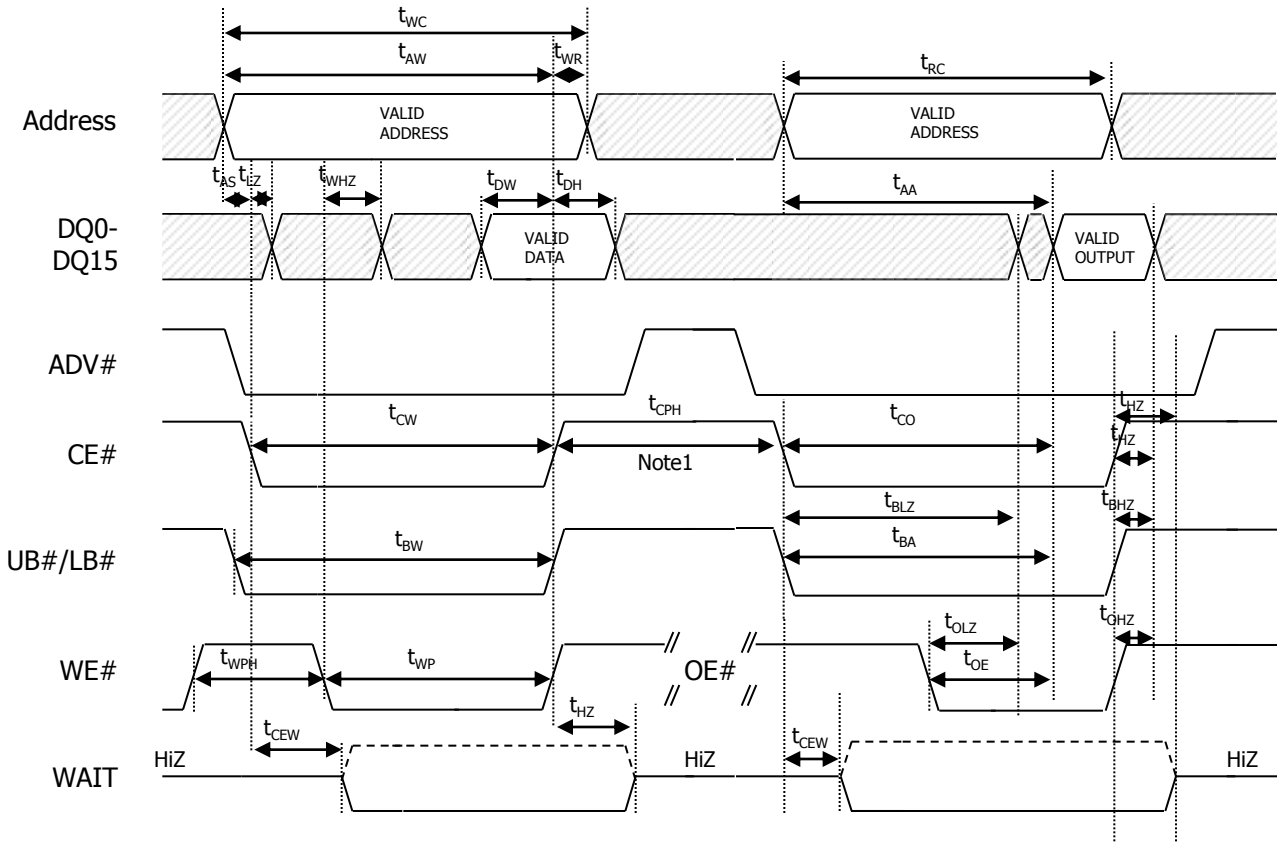 tWC
tAW
tWR
tRC
Address
VALID
ADDRESS
VALID
ADDRESS
tAS
tLZ
tWHZ
tDW
tDH
tAA
DQ0-
DQ15
VALID
DATA
VALID
OUTPUT
ADV#
tCW
tCPH
tCO
tHZ
CE#
Note1
tHZ
tBLZ
tBHZ
UB#/LB#
tBW
tBA
tOLZ
tOHZ
WE#
tWPH
tWP
OE#
tOE
tCEW
tHZ
tCEW
WAIT
HiZ
HiZ
HiZ